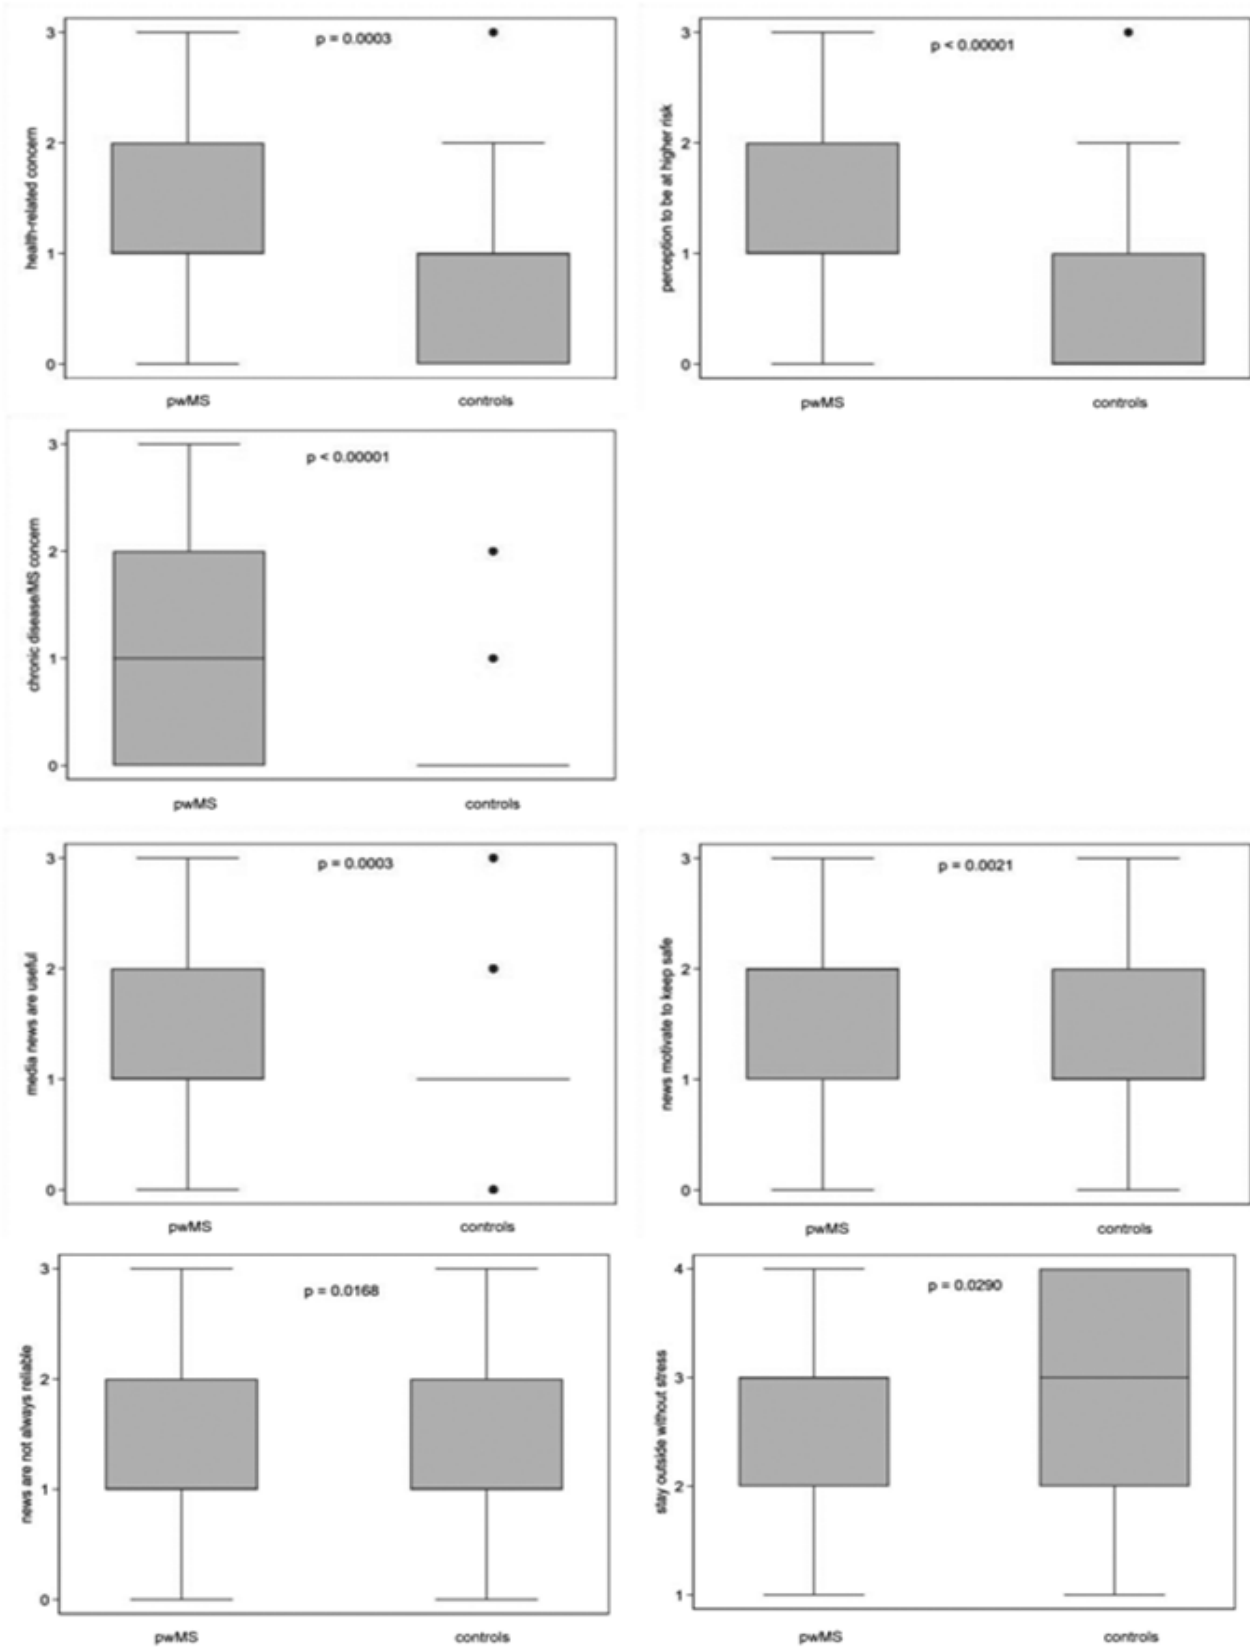 health-related concern
3
2
1
0
p = 0.0003
pwMS controls
perception to be at higher risk
3
2
1
0
p < 0.00001
pwMS controls
chronic disease/MS concern
3
2
1
0
p < 0.00001
pwMS controls
media news are useful
3
2
1
0
p = 0.0003
pwMS controls
news motivate to keep safe
3
2
1
0
p = 0.0021
pwMS controls
news are not always reliable
3
2
1
0
p = 0.0168
pwMS controls
stay outside without stress
4
3
2
1
p = 0.0290
pwMS controls